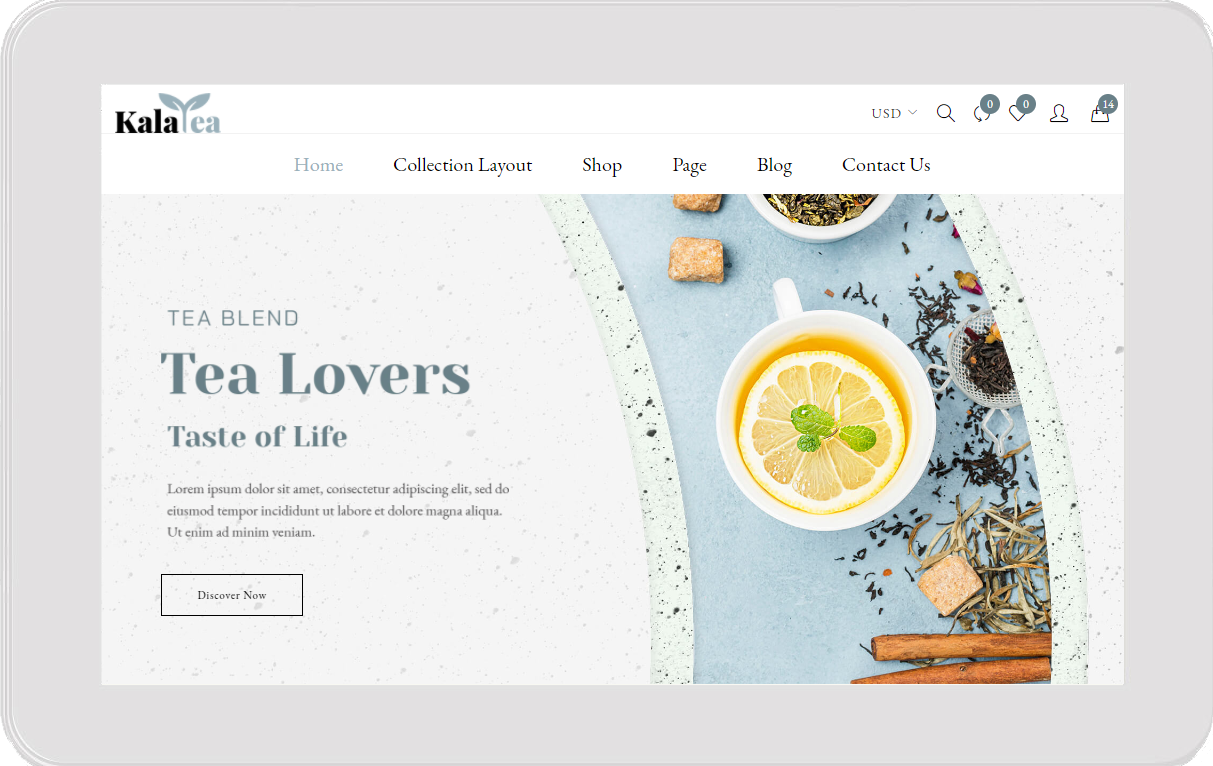 KalaTea
USD
0
0
14
Home
Collection Layout
Shop
Page
Blog
Contact Us
TEA BLEND
Tea Lovers
Taste of Life
Lorem ipsum dolor sit amet, consectetur adipiscing elit, sed do
eiusmod tempor incididunt ut labore et dolore magna aliqua.
Ut enim ad minim veniam.
Discover Now